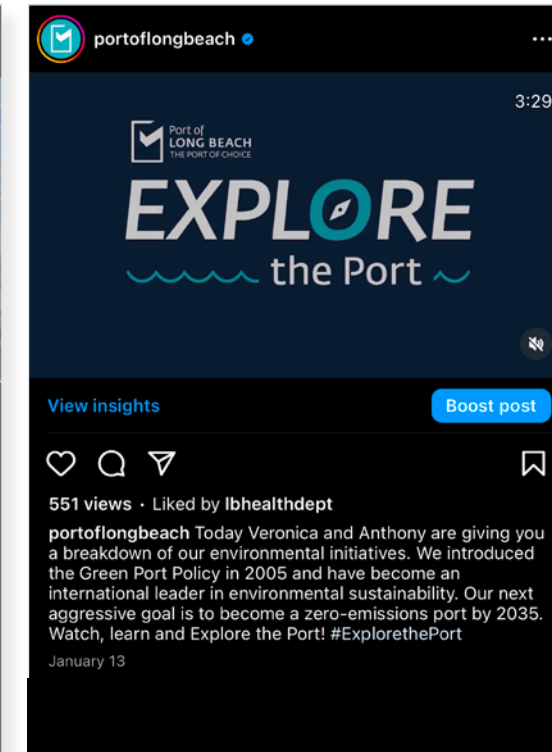 portoflongbeach
3:29
Port of
LONG BEACH
THE PORT OF CHOICE
EXPLORE
the Port
View insights
Boost post
551 views · Liked by lbhealthdept
portoflongbeach Today Veronica and Anthony are giving you
a breakdown of our environmental initiatives. We introduced
the Green Port Policy in 2005 and have become an
international leader in environmental sustainability. Our next
aggressive goal is to become a zero-emissions port by 2035.
Watch, learn and Explore the Port! #ExplorethePort
January 13